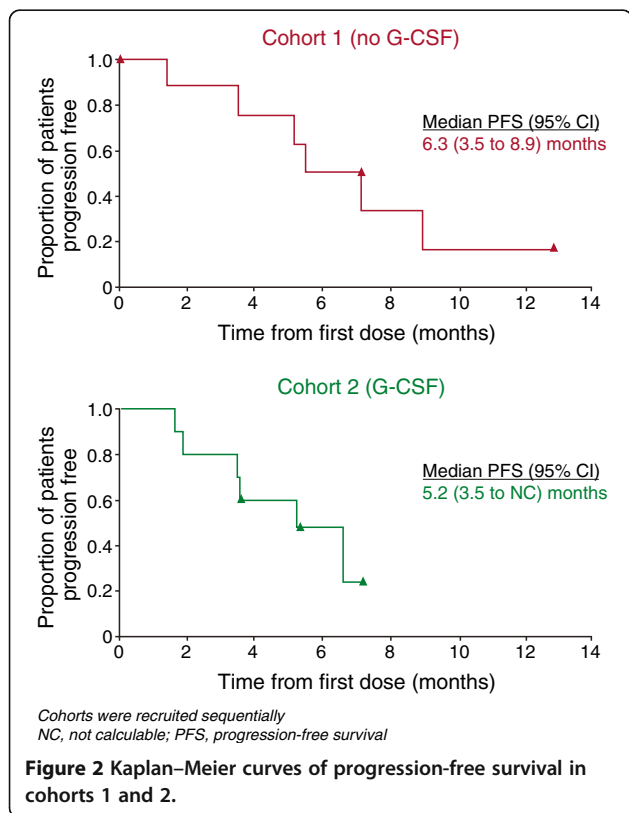 Cohort 1 (no G-CSF)
Proportion of patients
progression free
1.0
0.8
0.6
0.4
0.2
0
Median PFS (95% CI)
6.3 (3.5 to 8.9) months
0 2 4 6 8 10 12 14
Time from first dose (months)
Cohort 2 (G-CSF)
Proportion of patients
progression free
1.0
0.8
0.6
0.4
0.2
0
Median PFS (95% CI)
5.2 (3.5 to NC) months
0 2 4 6 8 10 12 14
Time from first dose (months)
Cohorts were recruited sequentially
NC, not calculable; PFS, progression-free survival
Figure 2 Kaplan–Meier curves of progression-free survival in
cohorts 1 and 2.